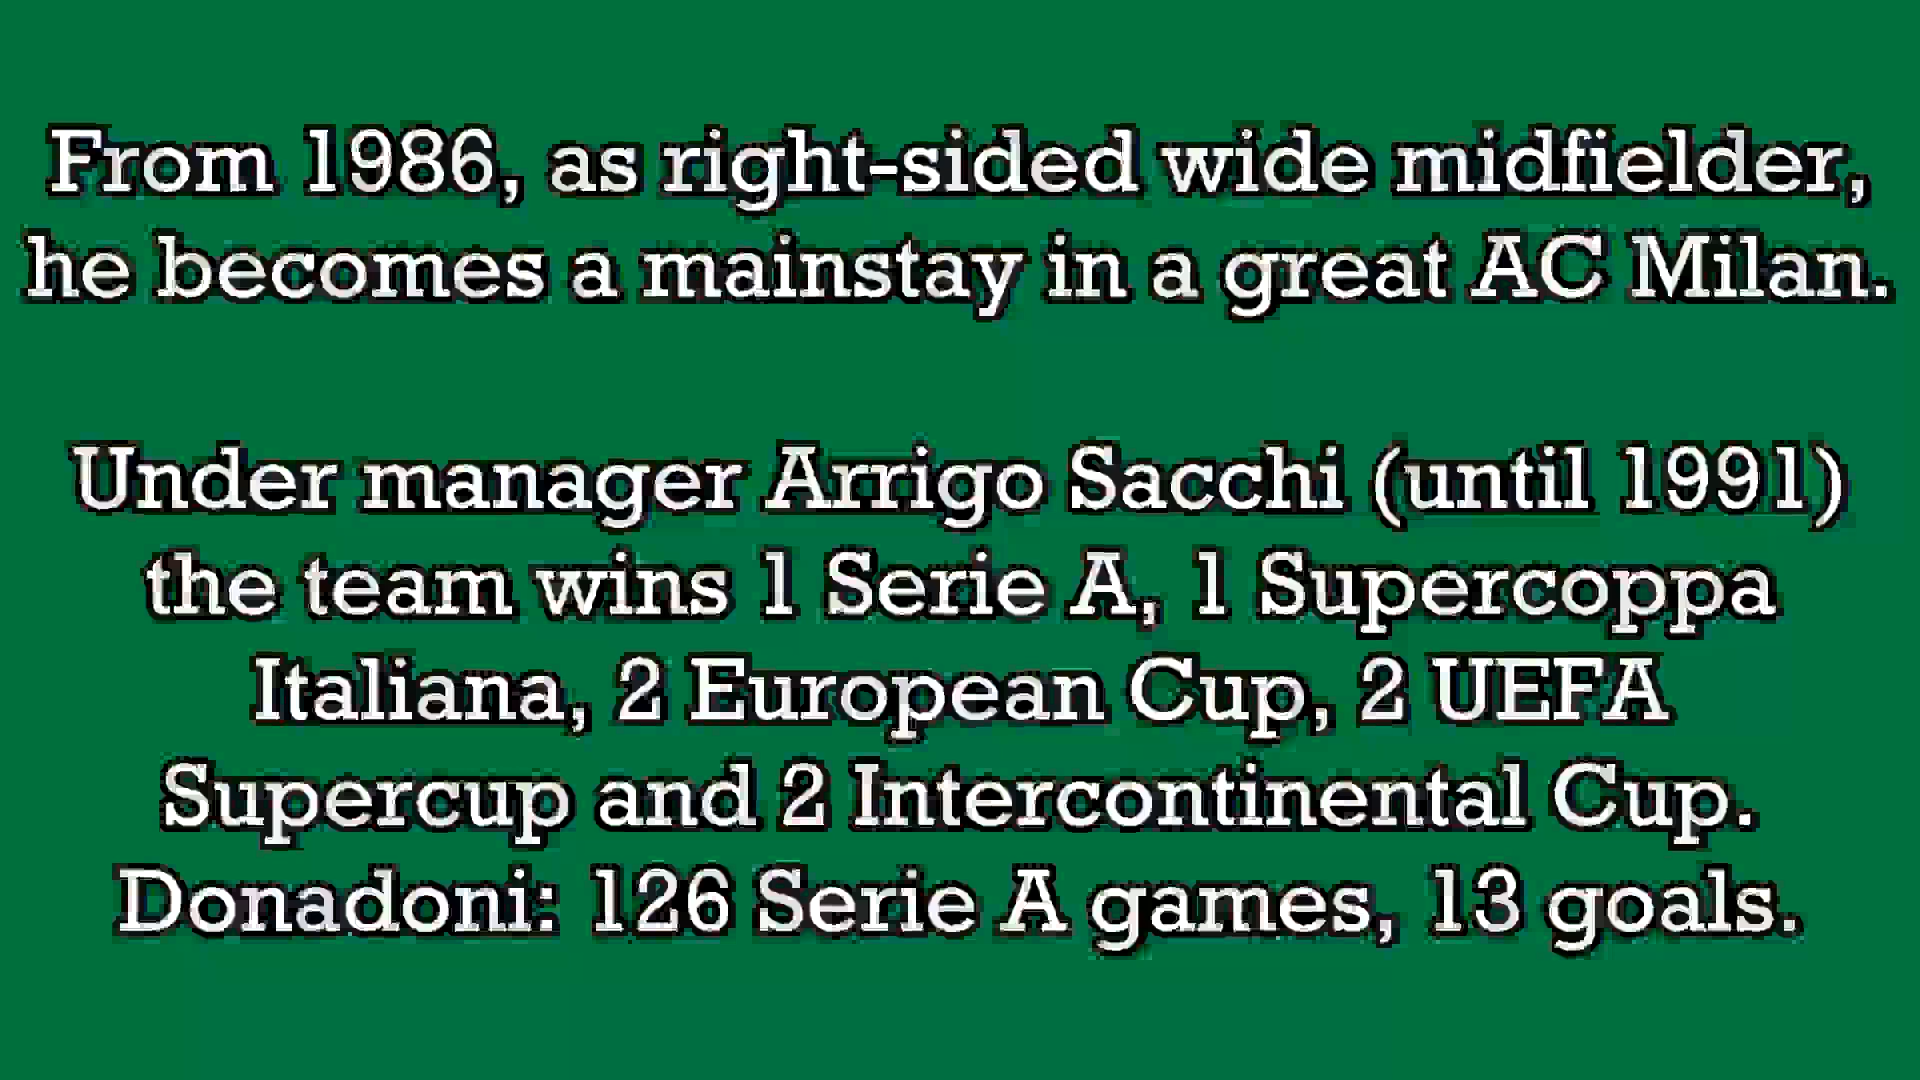 From 1986, as right-sided wide midfielder,
he becomes a mainstay in a great AC Milan.
Under manager Arrigo Sacchi (until 1991)
the team wins 1 Serie A, 1 Supercoppa
Italiana, 2 European Cup, 2 UEFA
Supercup and 2 Intercontinental Cup.
Donadoni: 126 Serie A games, 13 goals.